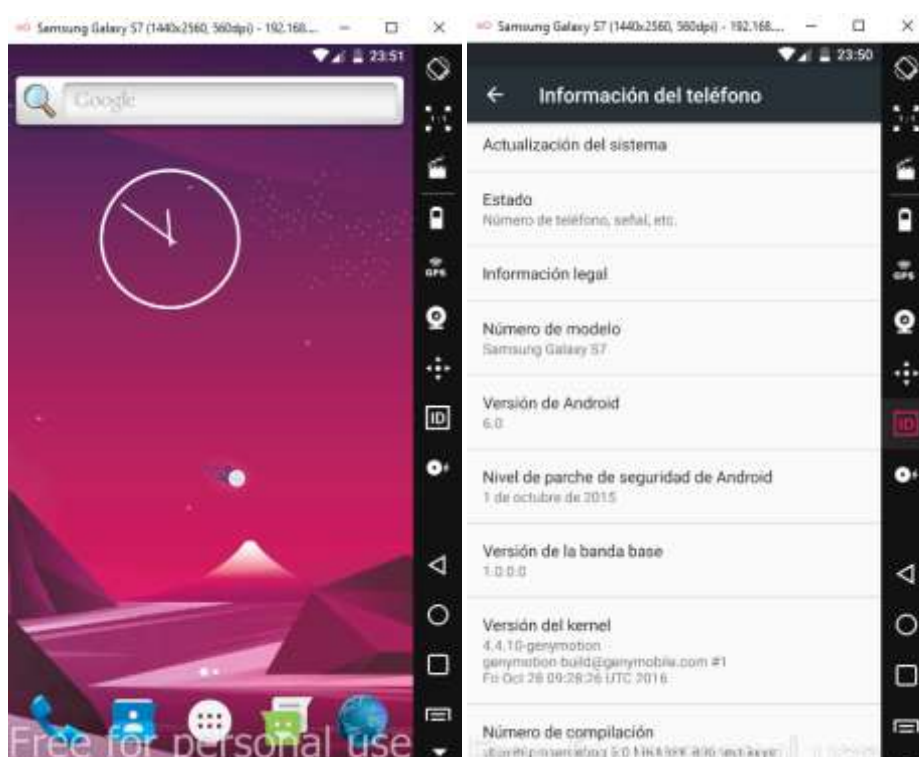 Samsung Galaxy S7 (1440x2560, 560dpi) - 192.168....
23:51
Google
GPS
ID
Free for personal use
Samsung Galaxy S7 (1440x2560, 560dpi) - 192.168....
23:50
Información del teléfono
Actualización del sistema
Estado
Número de teléfono, señal, etc.
Información legal
Número de modelo
Samsung Galaxy S7
Versión de Android
6.0
Nivel de parche de seguridad de Android
1 de octubre de 2015
Versión de la banda base
1.0.0.0
Versión del kernel
4.4.10-genymotion
genymotion-build@genymobile.com #1
Fri Oct 28 09:28:26 UTC 2016
Número de compilación
GPS
ID